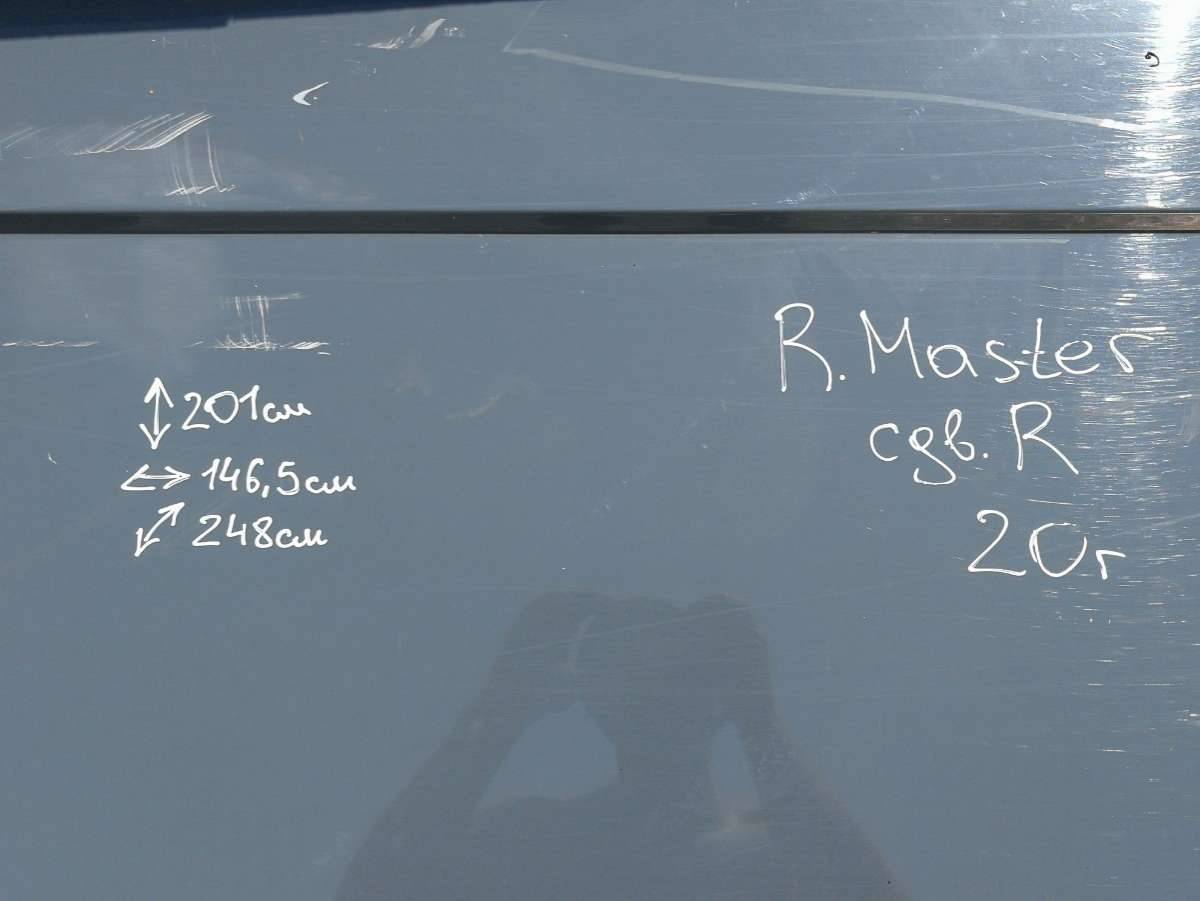 R. Master
сдв. R
20г
↕ 201см
↔ 146,5см
⤢ 248см